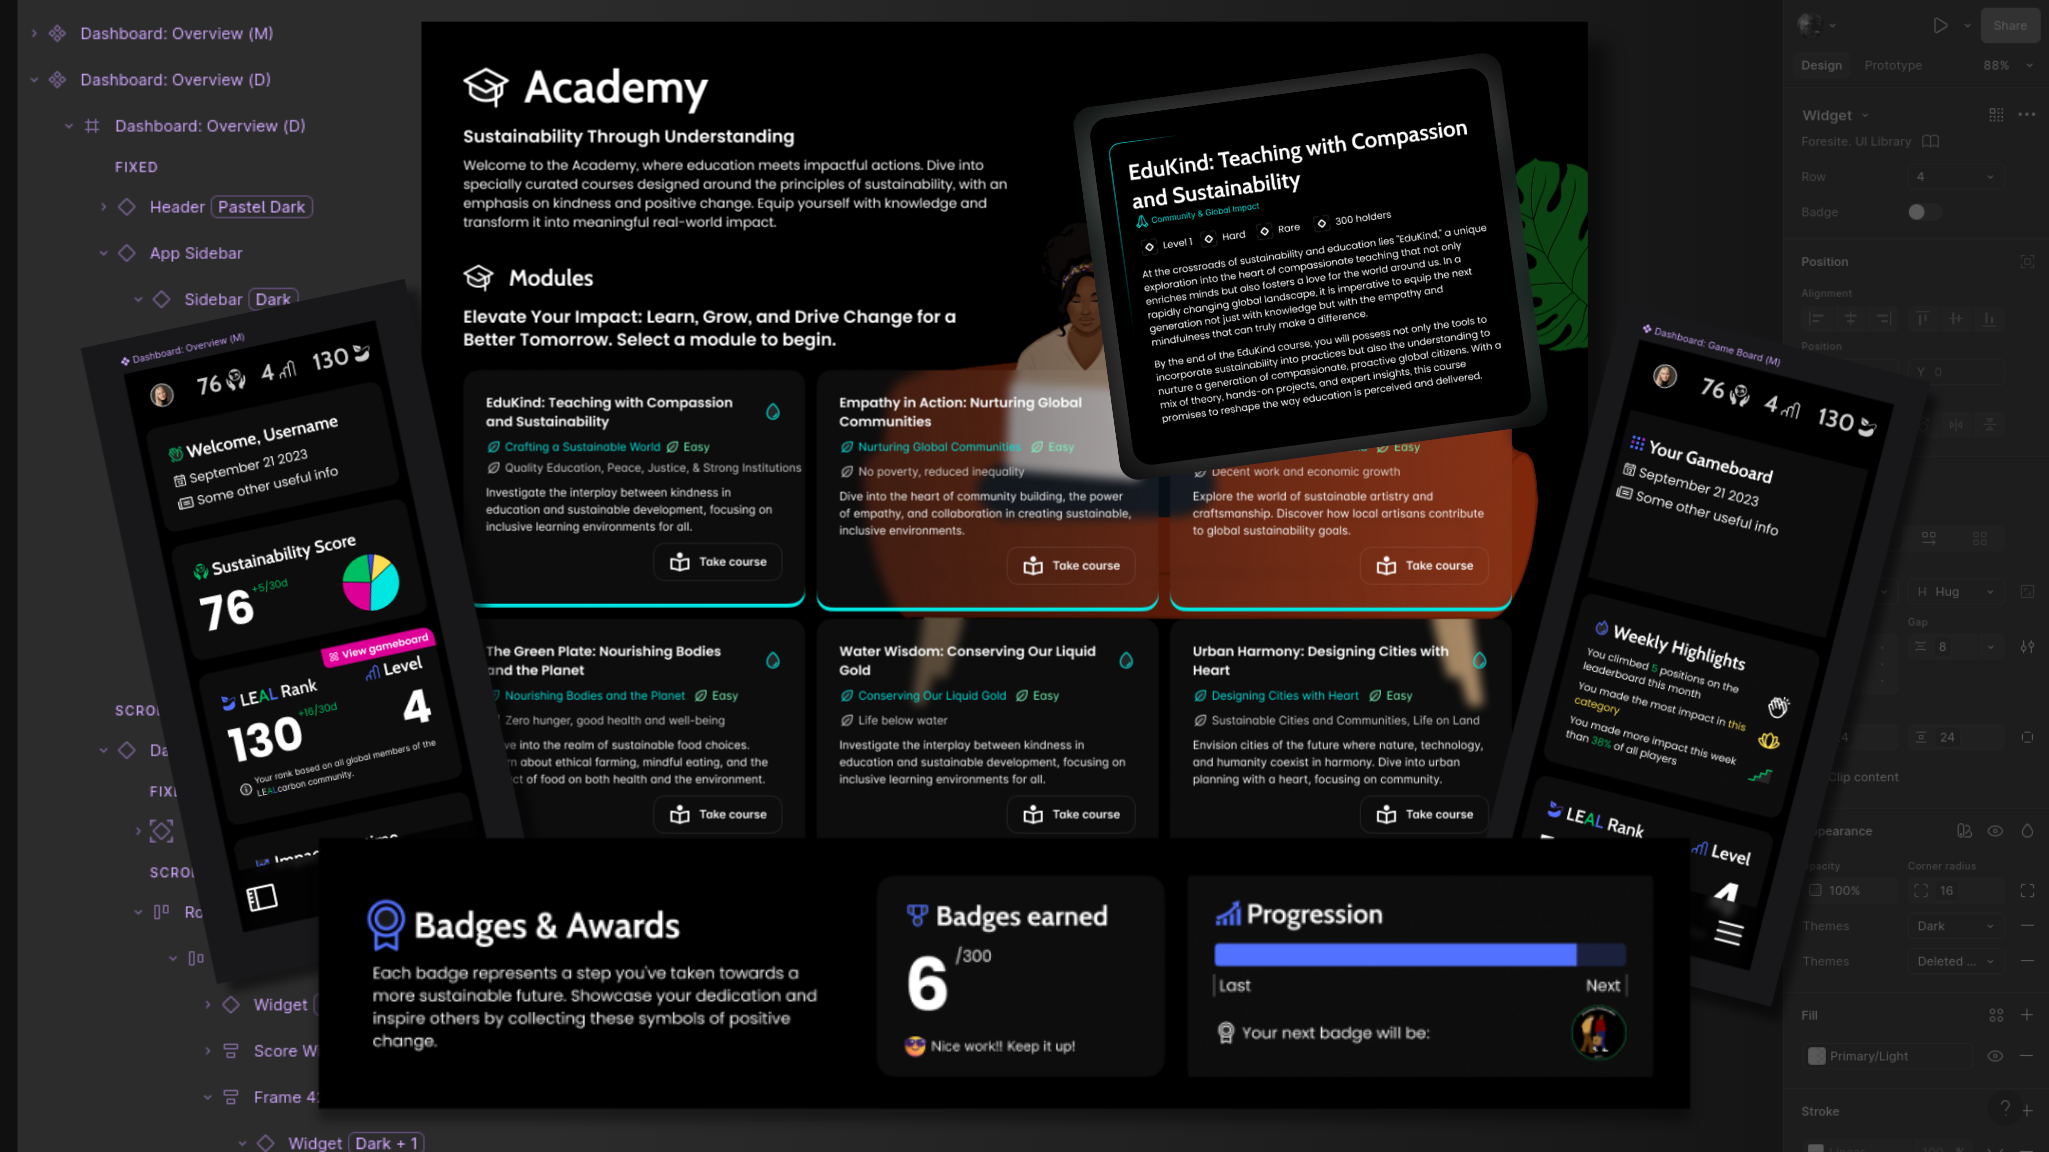 Dashboard: Overview (M)
Dashboard: Overview (D)
Dashboard: Overview (D)
FIXED
Header Pastel Dark
App Sidebar
Sidebar Dark
SCRO
Da
FIX
SCRO
Ro
Widget
Score W
Frame 4
Widget Dark + 1
Academy
Sustainability Through Understanding
Welcome to the Academy, where education meets impactful actions. Dive into
specially curated courses designed around the principles of sustainability, with an
emphasis on kindness and positive change. Equip yourself with knowledge and
transform it into meaningful real-world impact.
Modules
Elevate Your Impact: Learn, Grow, and Drive Change for a
Better Tomorrow. Select a module to begin.
EduKind: Teaching with Compassion
and Sustainability
Crafting a Sustainable World Easy
Quality Education, Peace, Justice, & Strong Institutions
Investigate the interplay between kindness in
education and sustainable development, focusing on
inclusive learning environments for all.
Take course
Empathy in Action: Nurturing Global
Communities
Nurturing Global Communities Easy
No poverty, reduced inequality
Dive into the heart of community building, the power
of empathy, and collaboration in creating sustainable,
inclusive environments.
Take course
Easy
Decent work and economic growth
Explore the world of sustainable artistry and
craftsmanship. Discover how local artisans contribute
to global sustainability goals.
Take course
The Green Plate: Nourishing Bodies
and the Planet
Nourishing Bodies and the Planet Easy
Zero hunger, good health and well-being
ve into the realm of sustainable food choices.
n about ethical farming, mindful eating, and the
ct of food on both health and the environment.
Take course
Water Wisdom: Conserving Our Liquid
Gold
Conserving Our Liquid Gold Easy
Life below water
Investigate the interplay between kindness in
education and sustainable development, focusing on
inclusive learning environments for all.
Take course
Urban Harmony: Designing Cities with
Heart
Designing Cities with Heart Easy
Sustainable Cities and Communities, Life on Land
Envision cities of the future where nature, technology,
and humanity coexist in harmony. Dive into urban
planning with a heart, focusing on community.
Take course
EduKind: Teaching with Compassion
and Sustainability
Community & Global Impact
Level 1 Hard Rare 300 holders
At the crossroads of sustainability and education lies "EduKind," a unique
exploration into the heart of compassionate teaching that not only
enriches minds but also fosters a love for the world around us. In a
rapidly changing global landscape, it is imperative to equip the next
generation not just with knowledge but with the empathy and
mindfulness that can truly make a difference.
By the end of the EduKind course, you will possess not only the tools to
incorporate sustainability into practices but also the understanding to
nurture a generation of compassionate, proactive global citizens. With a
mix of theory, hands-on projects, and expert insights, this course
promises to reshape the way education is perceived and delivered.
Dashboard: Overview (M)
76 4 130
Welcome, Username
September 21 2023
Some other useful info
Sustainability Score
76 +5/30d
View gameboard
LEAL Rank
130 +16/30d
Level
4
Your rank based on all global members of the
LEALcarbon community.
Dashboard: Game Board (M)
76 4 130
Your Gameboard
September 21 2023
Some other useful info
Weekly Highlights
You climbed 5 positions on the
leaderboard this month
You made the most impact in this
category
You made more impact this week
than 38% of all players
LEAL Rank
Level
4
Badges & Awards
Each badge represents a step you've taken towards a
more sustainable future. Showcase your dedication and
inspire others by collecting these symbols of positive
change.
Badges earned
6 /300
Nice work!! Keep it up!
Progression
Last Next
Your next badge will be:
Share
Design Prototype 88%
Widget
Foresite. UI Library
Row 4
Badge
Position
Alignment
Position
Y 0
H Hug
Gap
8
24
Clip content
ppearance
pacity Corner radius
100% 16
Themes Dark
Themes Deleted ...
Fill
Primary/Light
Stroke